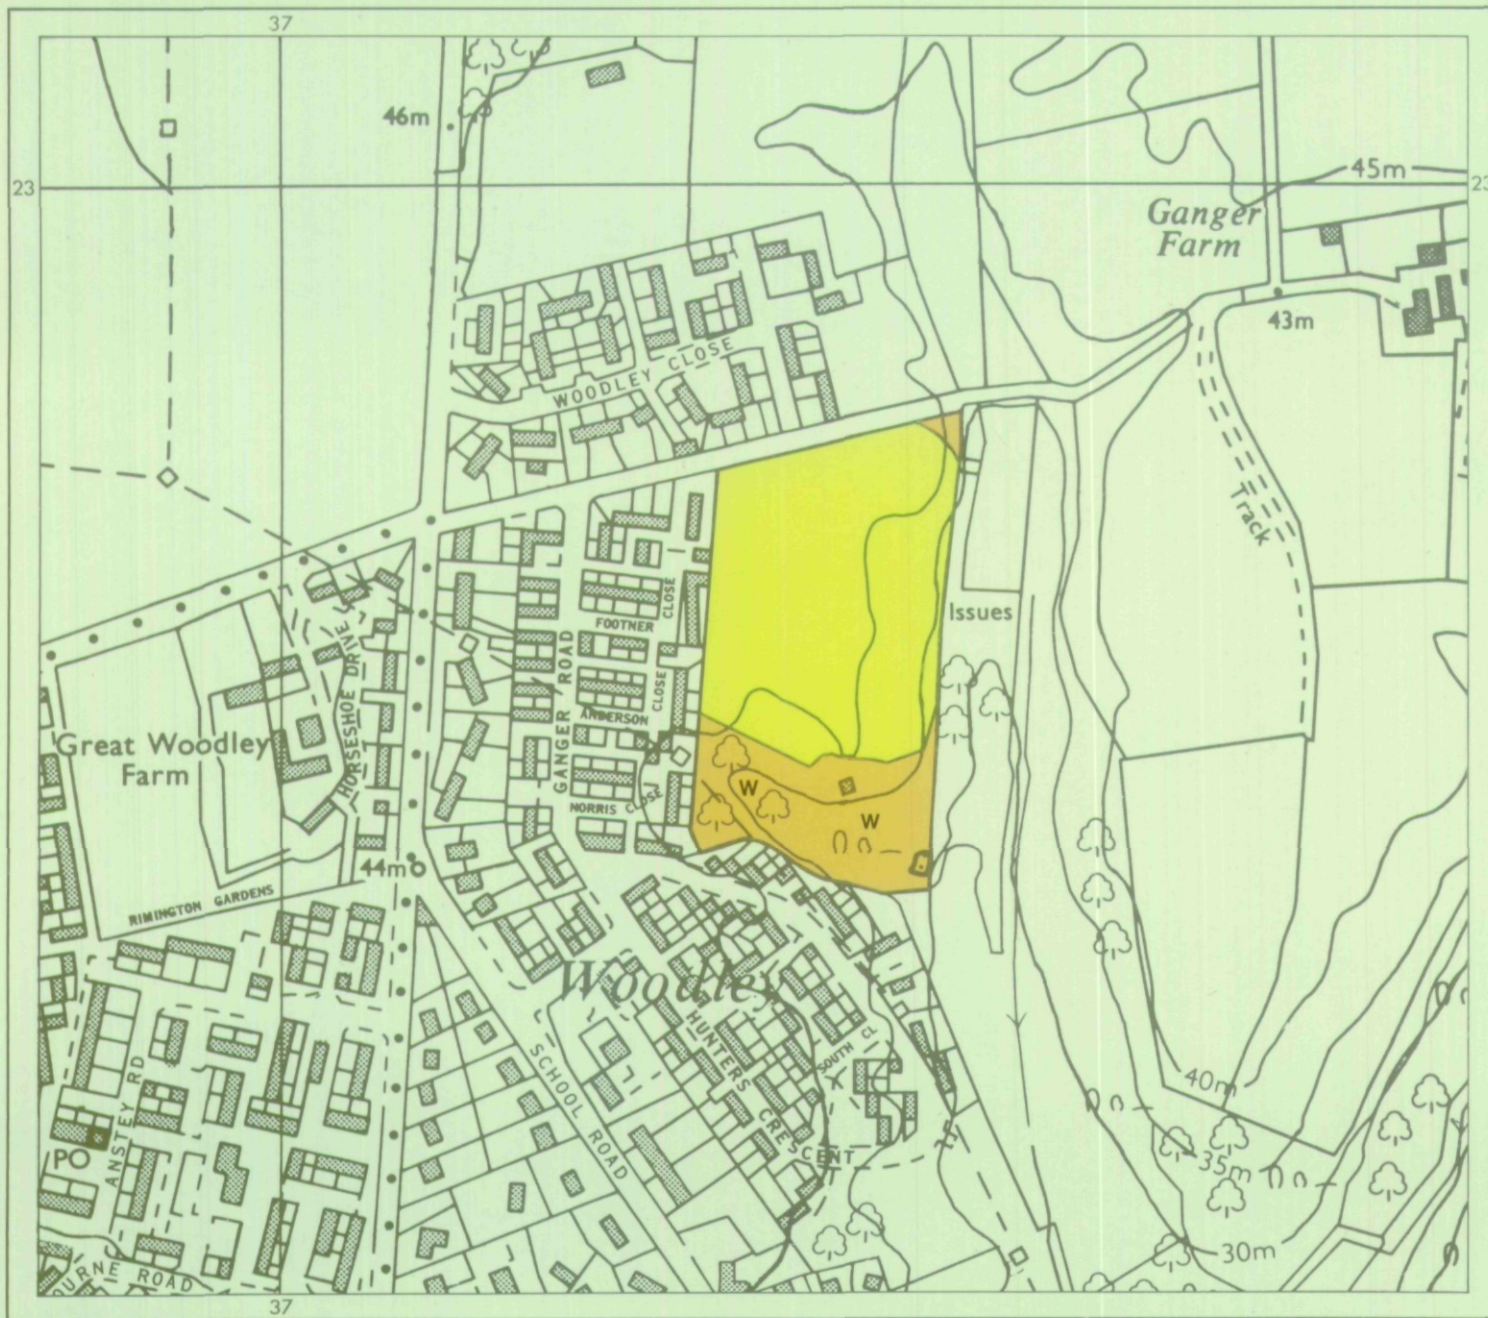 37
46m
23
45m
23
Ganger
Farm
43m
WOODLEY CLOSE
Track
Issues
FOOTNER
CLOSE
HORSESHOE DRIVE
GANGER ROAD
ANDERSON
CLOSE
Great Woodley
Farm
W
W
NORRIS CLOSE
44m
RIMINGTON GARDENS
Woodley
HUNTERS
CRESCENT
SOUTH Cl
SCHOOL ROAD
ANSTEY RD
PO
40m
35m
35m
30m
OURNE ROAD
37